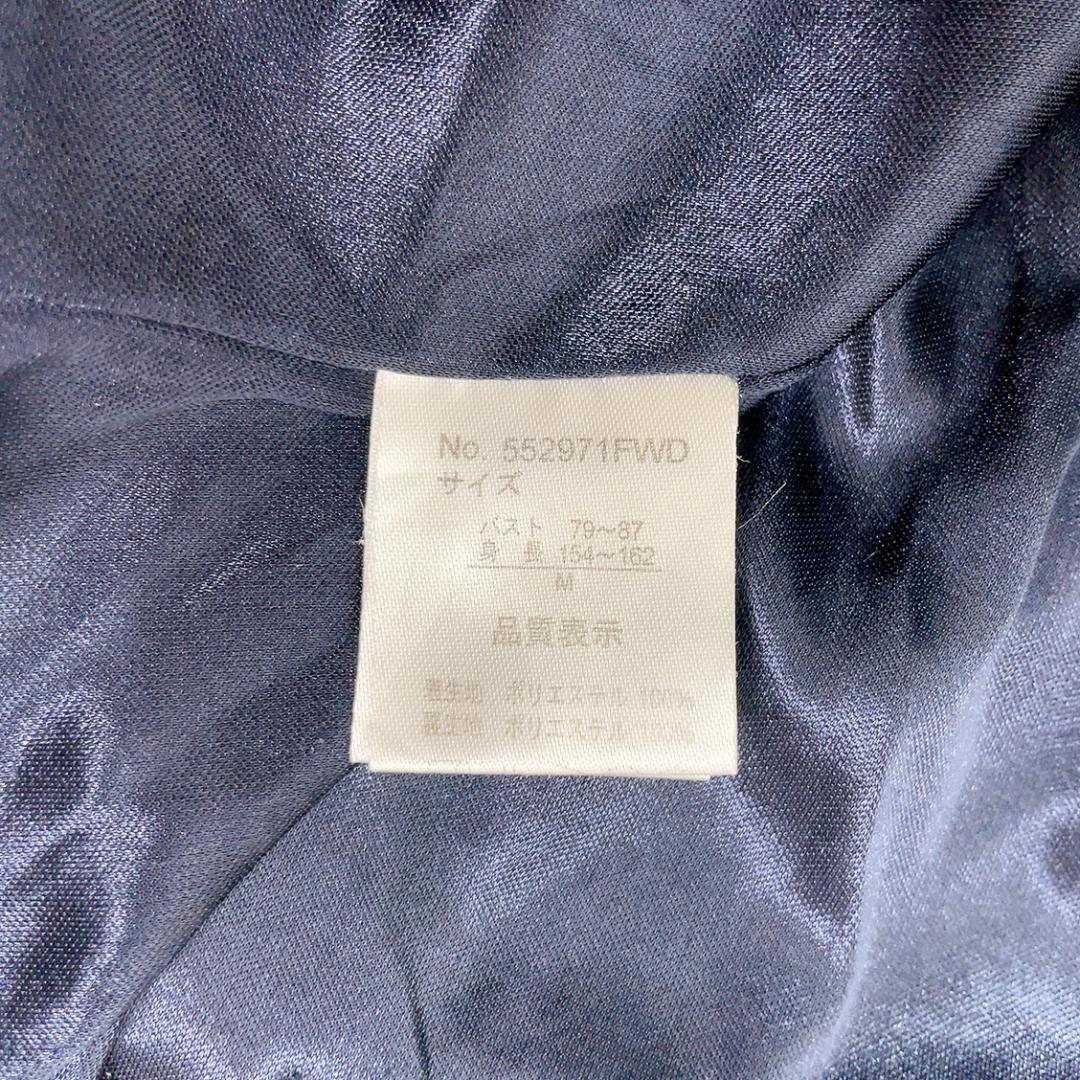 No. 552971FWD
サイズ
バスト 79～87
身 長 154～162
M
品質表示
表生地 ポリエステル 100%
裏生地 ポリエステル 100%